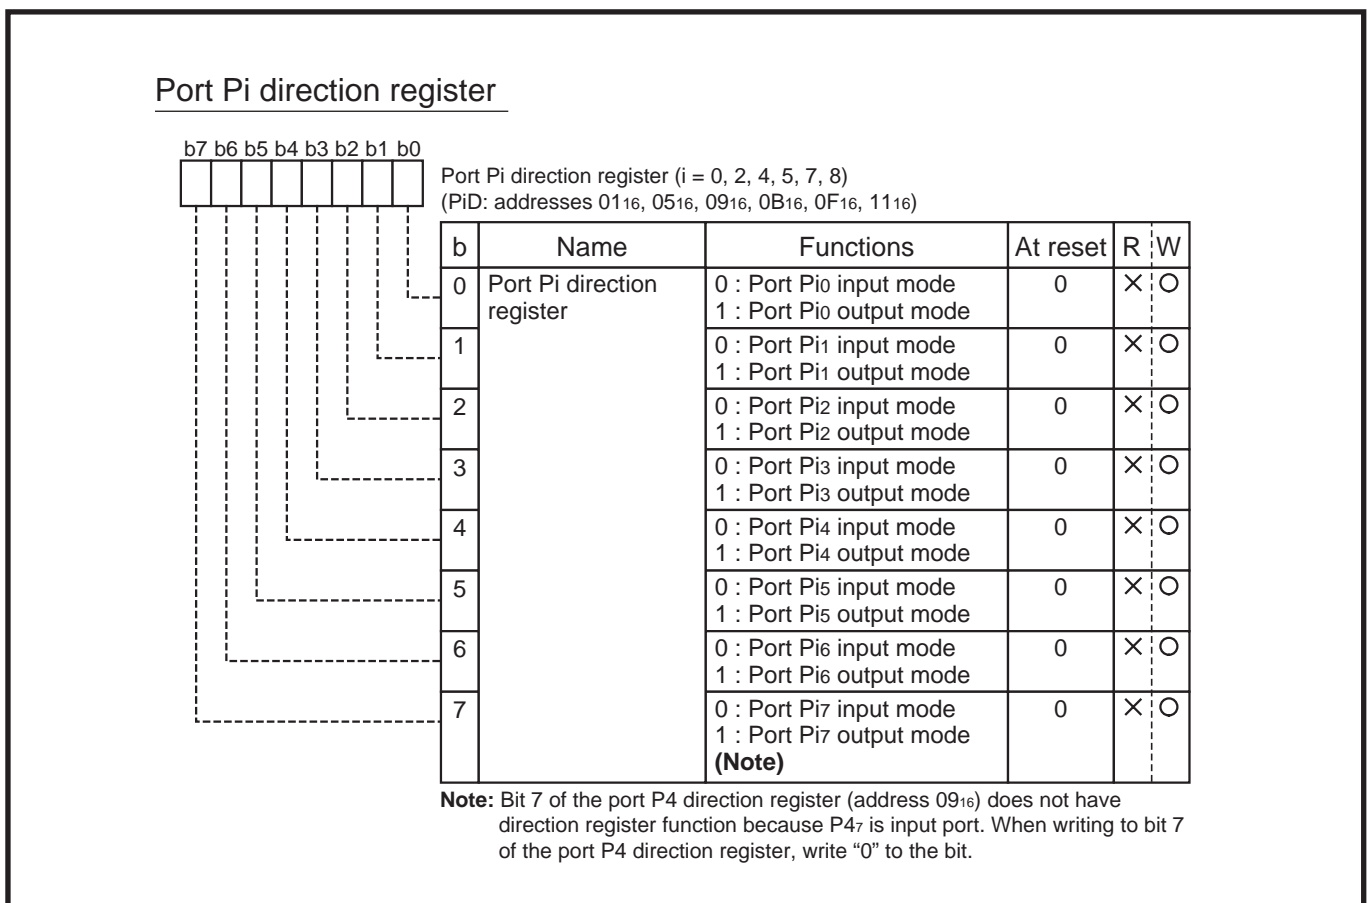 Port Pi direction register
b7 b6 b5 b4 b3 b2 b1 b0
Port Pi direction register (i = 0, 2, 4, 5, 7, 8)
(PiD: addresses 0116, 0516, 0916, 0B16, 0F16, 1116)
b Name Functions At reset R W
0 Port Pi direction 0 : Port Pi0 input mode 0 × ○
register 1 : Port Pi0 output mode
1 0 : Port Pi1 input mode 0 × ○
1 : Port Pi1 output mode
2 0 : Port Pi2 input mode 0 × ○
1 : Port Pi2 output mode
3 0 : Port Pi3 input mode 0 × ○
1 : Port Pi3 output mode
4 0 : Port Pi4 input mode 0 × ○
1 : Port Pi4 output mode
5 0 : Port Pi5 input mode 0 × ○
1 : Port Pi5 output mode
6 0 : Port Pi6 input mode 0 × ○
1 : Port Pi6 output mode
7 0 : Port Pi7 input mode 0 × ○
1 : Port Pi7 output mode
(Note)
Note: Bit 7 of the port P4 direction register (address 0916) does not have
direction register function because P47 is input port. When writing to bit 7
of the port P4 direction register, write “0” to the bit.